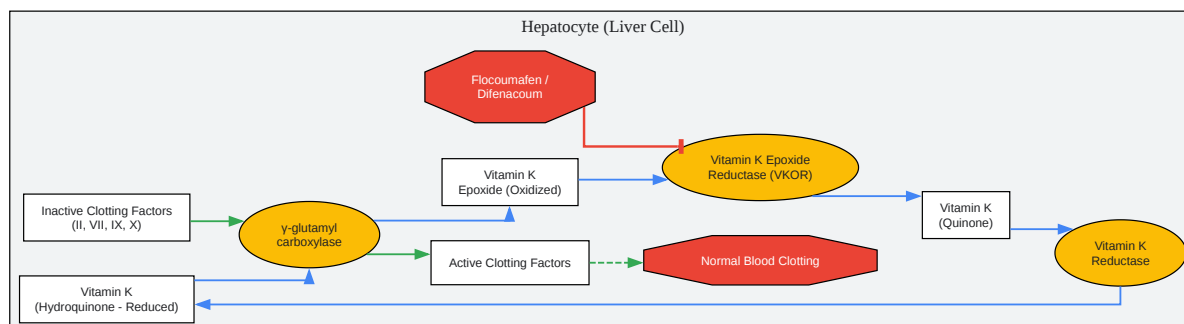 Hepatocyte (Liver Cell)
Flocoumafen /
Difenacoum
Vitamin K Epoxide
Reductase (VKOR)
Vitamin K
Epoxide (Oxidized)
Inactive Clotting Factors
(II, VII, IX, X)
γ-glutamyl
carboxylase
Vitamin K
(Quinone)
Vitamin K
Reductase
Active Clotting Factors
Normal Blood Clotting
Vitamin K
(Hydroquinone - Reduced)